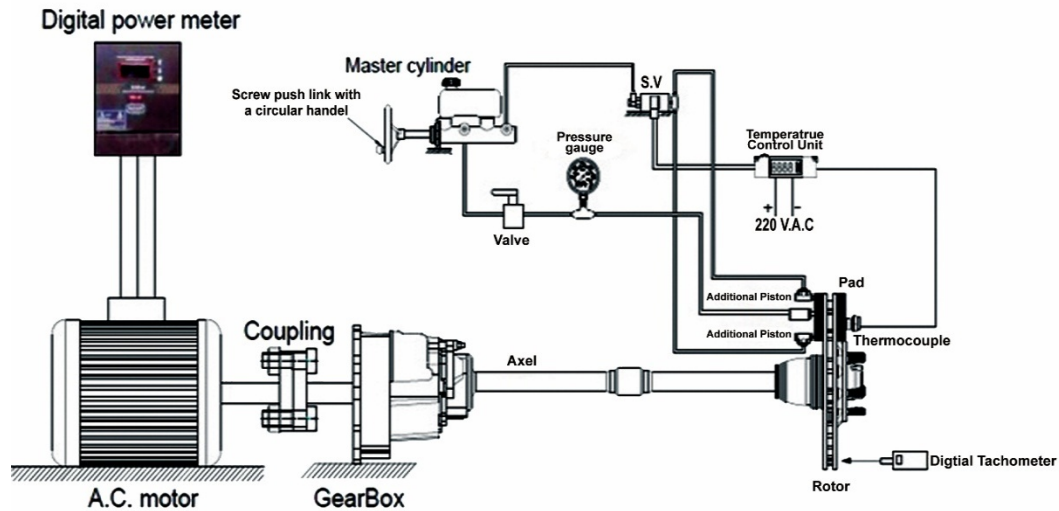 Digital power meter
Master cylinder
S.V
Screw push link with
a circular handel
Pressure
gauge
Temperatrue
Control Unit
+ −
220 V.A.C
Valve
Additional Piston
Pad
Additional Piston
Thermocouple
Coupling
Axel
Digtial Tachometer
Rotor
A.C. motor
GearBox